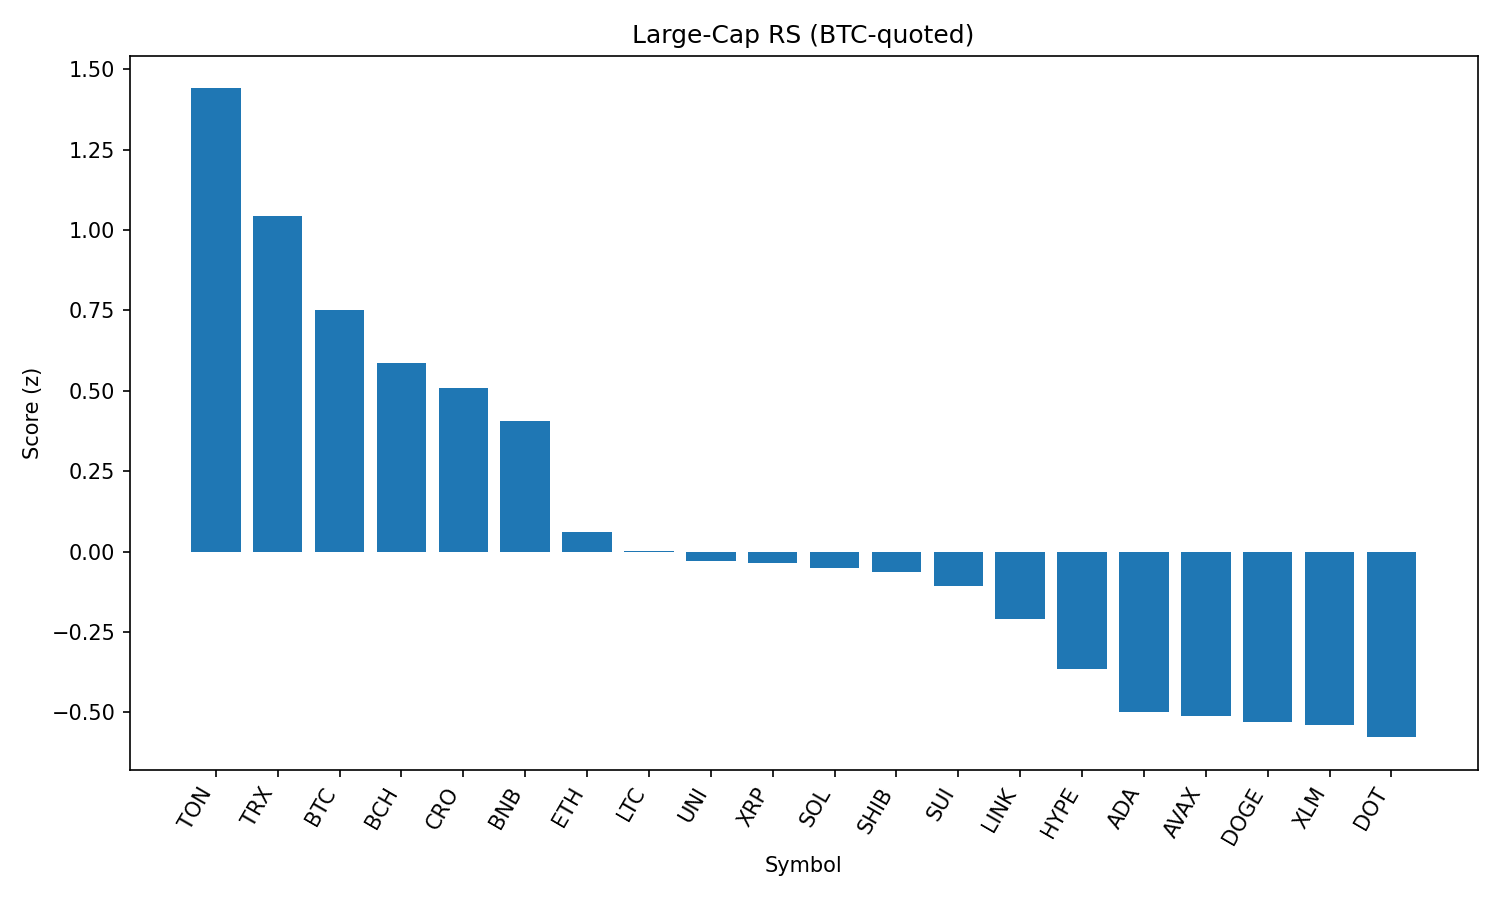 Large-Cap RS (BTC-quoted)
1.50
1.25
1.00
0.75
0.50
0.25
0.00
−0.25
−0.50
Score (z)
TON TRX BTC BCH CRO BNB ETH LTC UNI XRP SOL SHIB SUI LINK HYPE ADA AVAX DOGE XLM DOT
Symbol